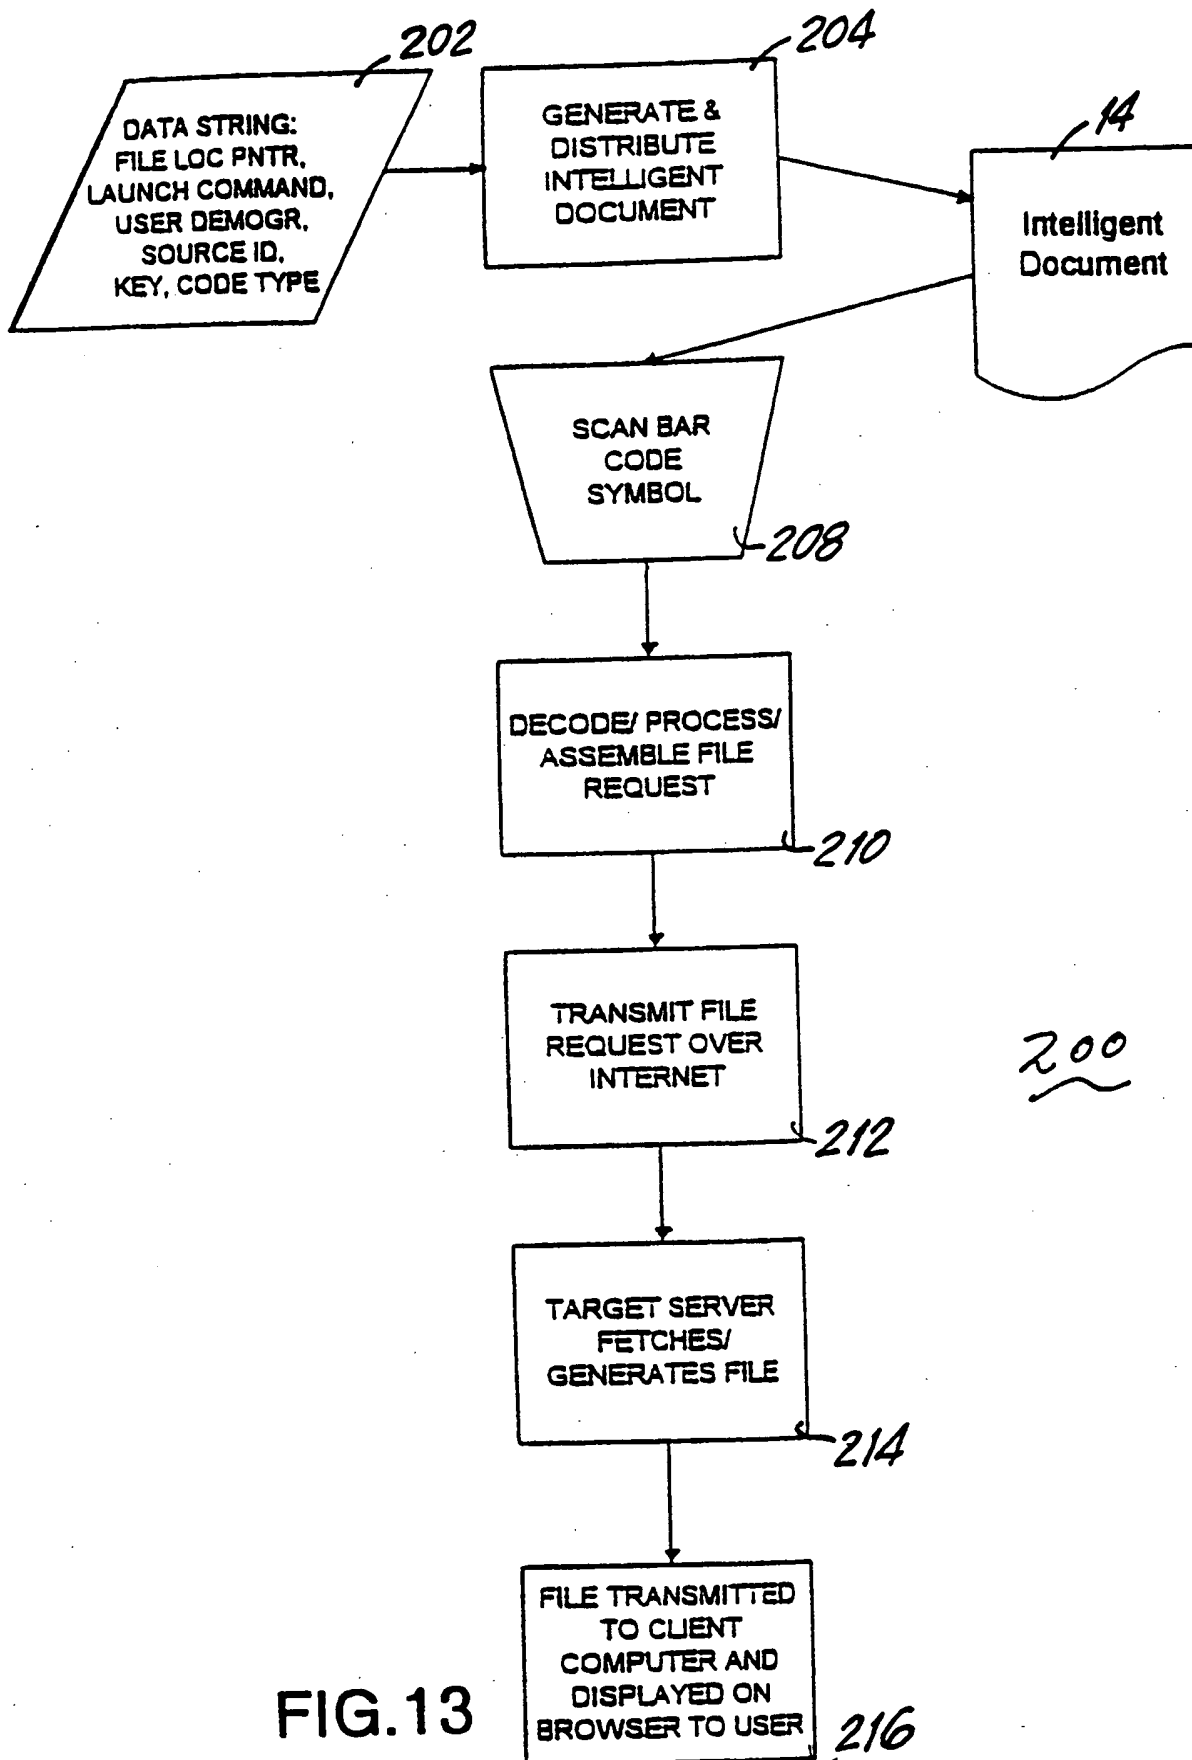 202
DATA STRING:
FILE LOC PNTR,
LAUNCH COMMAND,
USER DEMOGR,
SOURCE ID,
KEY, CODE TYPE
204
GENERATE &
DISTRIBUTE
INTELLIGENT
DOCUMENT
14
Intelligent
Document
SCAN BAR
CODE
SYMBOL
208
DECODE/ PROCESS/
ASSEMBLE FILE
REQUEST
210
TRANSMIT FILE
REQUEST OVER
INTERNET
212
200
TARGET SERVER
FETCHES/
GENERATES FILE
214
FILE TRANSMITTED
TO CLIENT
COMPUTER AND
DISPLAYED ON
BROWSER TO USER
216
FIG.13